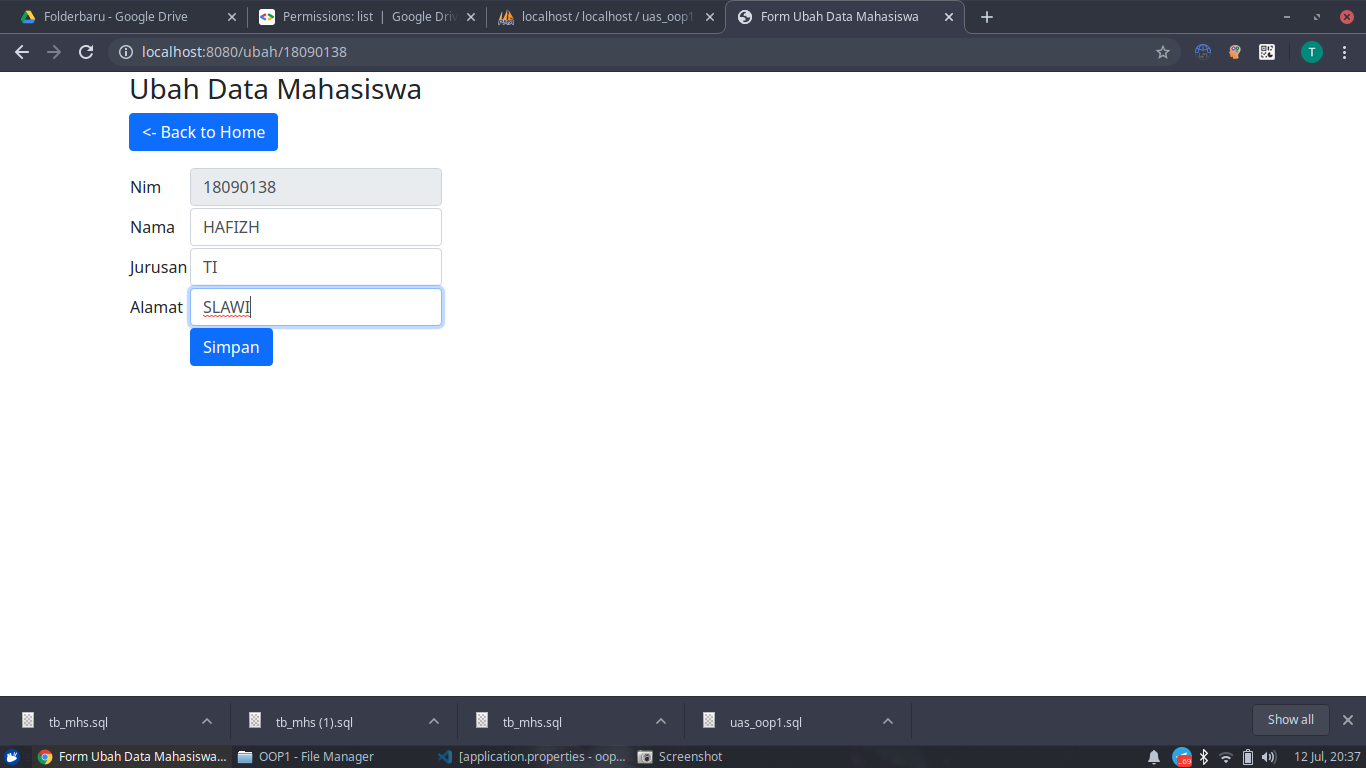 Folderbaru - Google Drive
Permissions: list | Google Driv
localhost / localhost / uas_oop1
Form Ubah Data Mahasiswa
localhost:8080/ubah/18090138
T
Ubah Data Mahasiswa
<- Back to Home
Nim 18090138
Nama HAFIZH
Jurusan TI
Alamat SLAWI
Simpan
tb_mhs.sql
tb_mhs (1).sql
tb_mhs.sql
uas_oop1.sql
Show all
Form Ubah Data Mahasiswa...
OOP1 - File Manager
[application.properties - oop...
Screenshot
12 Jul, 20:37